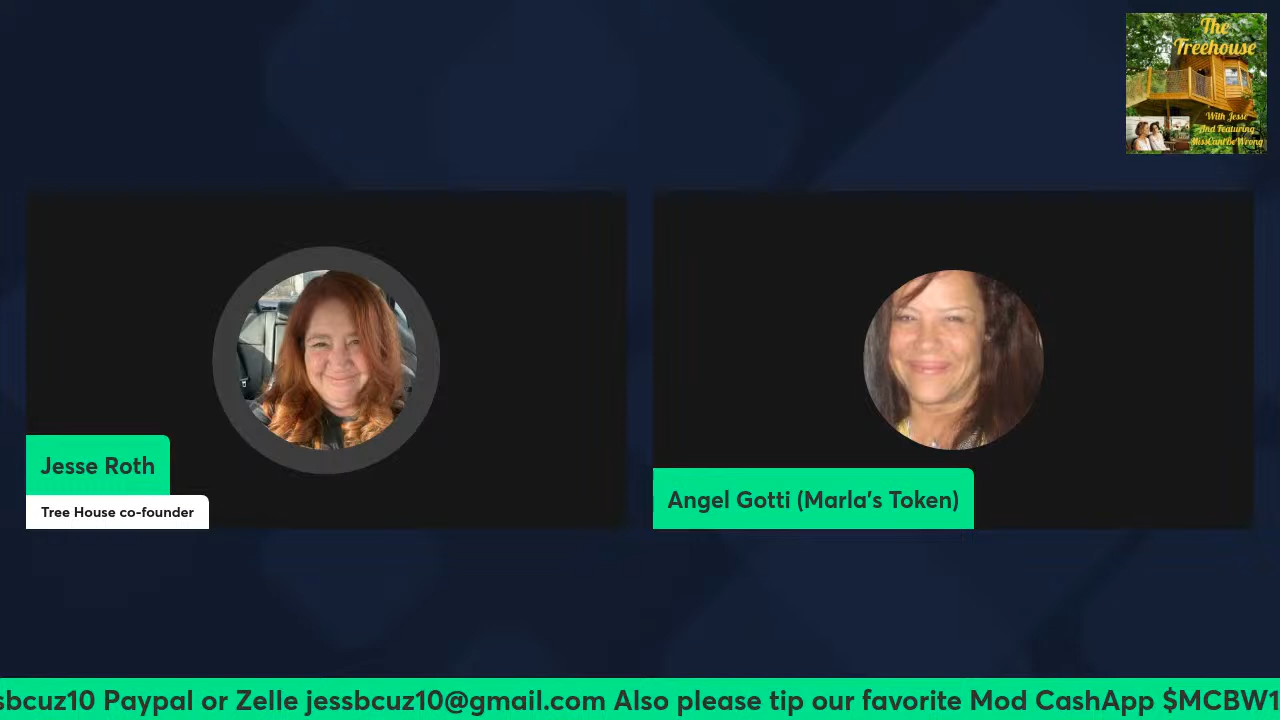 The
Treehouse
With Jesse
And Featuring
MissCantBeWrong
Jesse Roth
Tree House co-founder
Angel Gotti (Marla's Token)
sbcuz10 Paypal or Zelle jessbcuz10@gmail.com Also please tip our favorite Mod CashApp $MCBW1